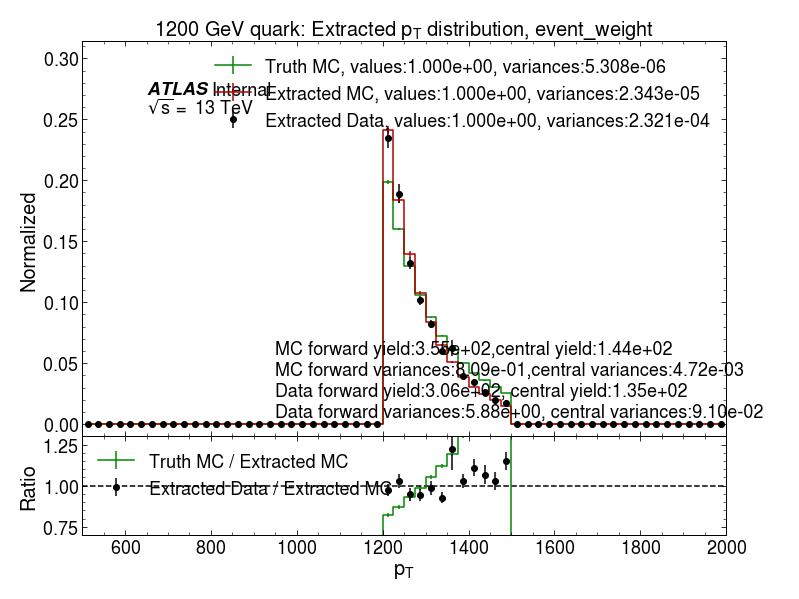 1200 GeV quark: Extracted pT distribution, event_weight
Truth MC, values:1.000e+00, variances:5.308e-06
ATLAS Internal
Extracted MC, values:1.000e+00, variances:2.343e-05
√s = 13 TeV
Extracted Data, values:1.000e+00, variances:2.321e-04
0.30
0.25
0.20
0.15
0.10
0.05
0.00
Normalized
MC forward central yield:1.44e+02
MC forward variances:8.09e-01,central variances:4.72e-03
Data forward yield:3.06e+02, central yield:1.35e+02
Data forward variances:5.88e+00, central variances:9.10e-02
1.25
1.00
0.75
Ratio
Truth MC / Extracted MC
Extracted Data / Extracted MC
600 800 1000 1200 1400 1600 1800 2000
pT